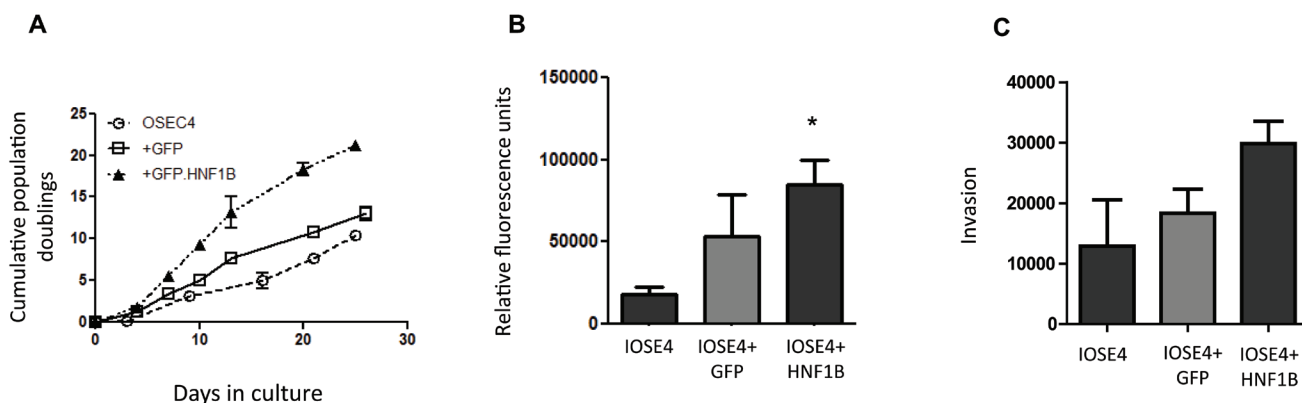 A
Cumulative population
doublings
25
20
15
10
5
0
OSEC4
+GFP
+GFP.HNF1B
0
10
20
30
Days in culture
B
Relative fluorescence units
150000
100000
50000
0
*
IOSE4
IOSE4+
GFP
IOSE4+
HNF1B
C
Invasion
40000
30000
20000
10000
0
IOSE4
IOSE4+
GFP
IOSE4+
HNF1B